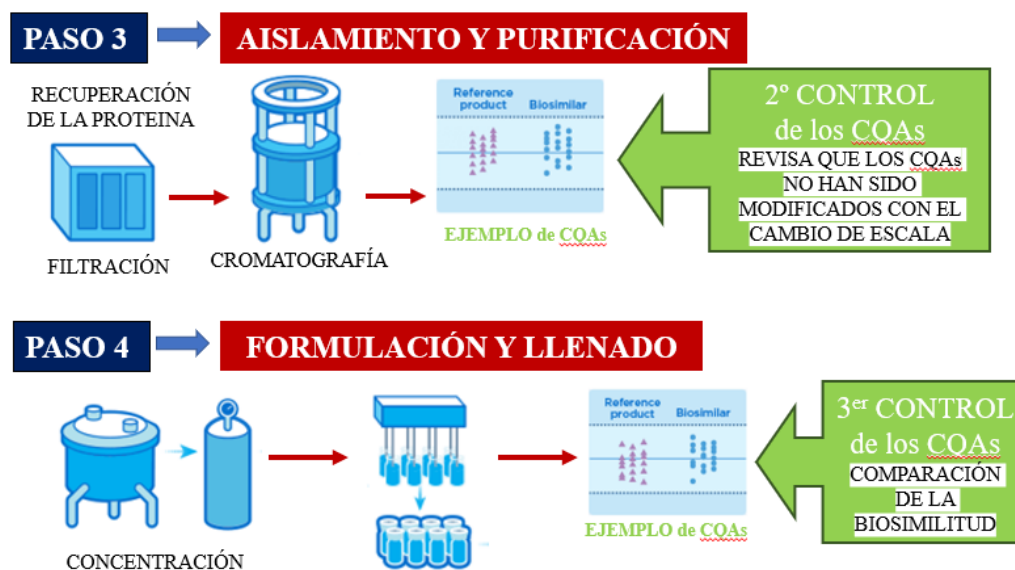 PASO 3
AISLAMIENTO Y PURIFICACIÓN
RECUPERACIÓN
DE LA PROTEINA
FILTRACIÓN
CROMATOGRAFÍA
Reference
product
Biosimilar
EJEMPLO de CQAs
2º CONTROL
de los CQAs
REVISA QUE LOS CQAs
NO HAN SIDO
MODIFICADOS CON EL
CAMBIO DE ESCALA
PASO 4
FORMULACIÓN Y LLENADO
CONCENTRACIÓN
Reference
product
Biosimilar
EJEMPLO de CQAs
3er CONTROL
de los CQAs
COMPARACIÓN
DE LA
BIOSIMILITUD